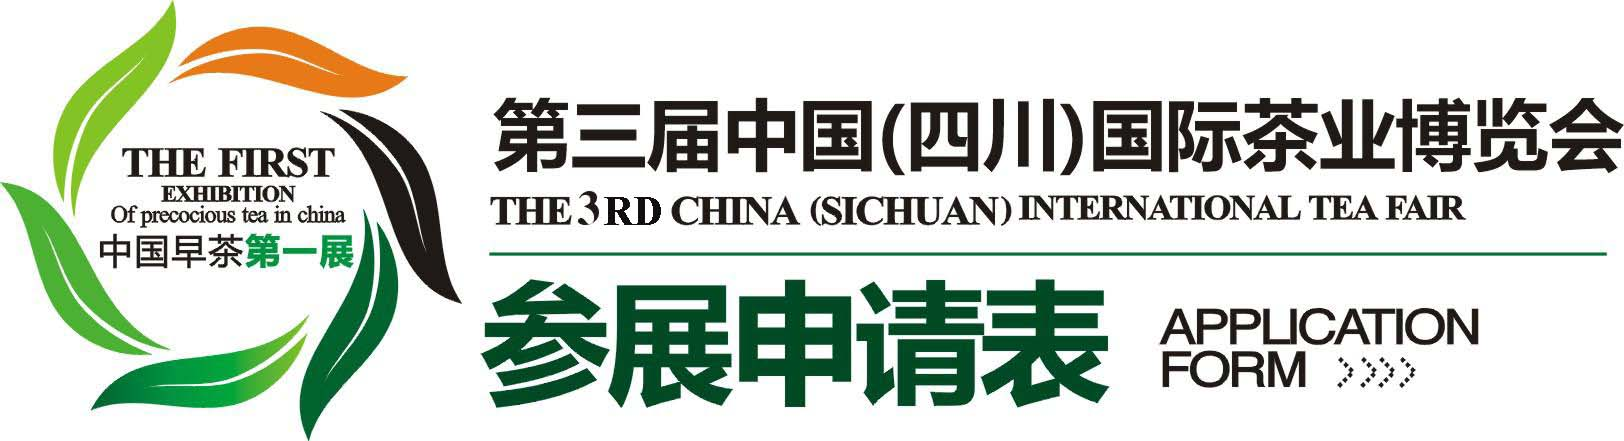 THE FIRST
EXHIBITION
Of precocious tea in china
中国早茶第一展
第三届中国(四川)国际茶业博览会
THE 3RD CHINA (SICHUAN) INTERNATIONAL TEA FAIR
参展申请表
APPLICATION
FORM